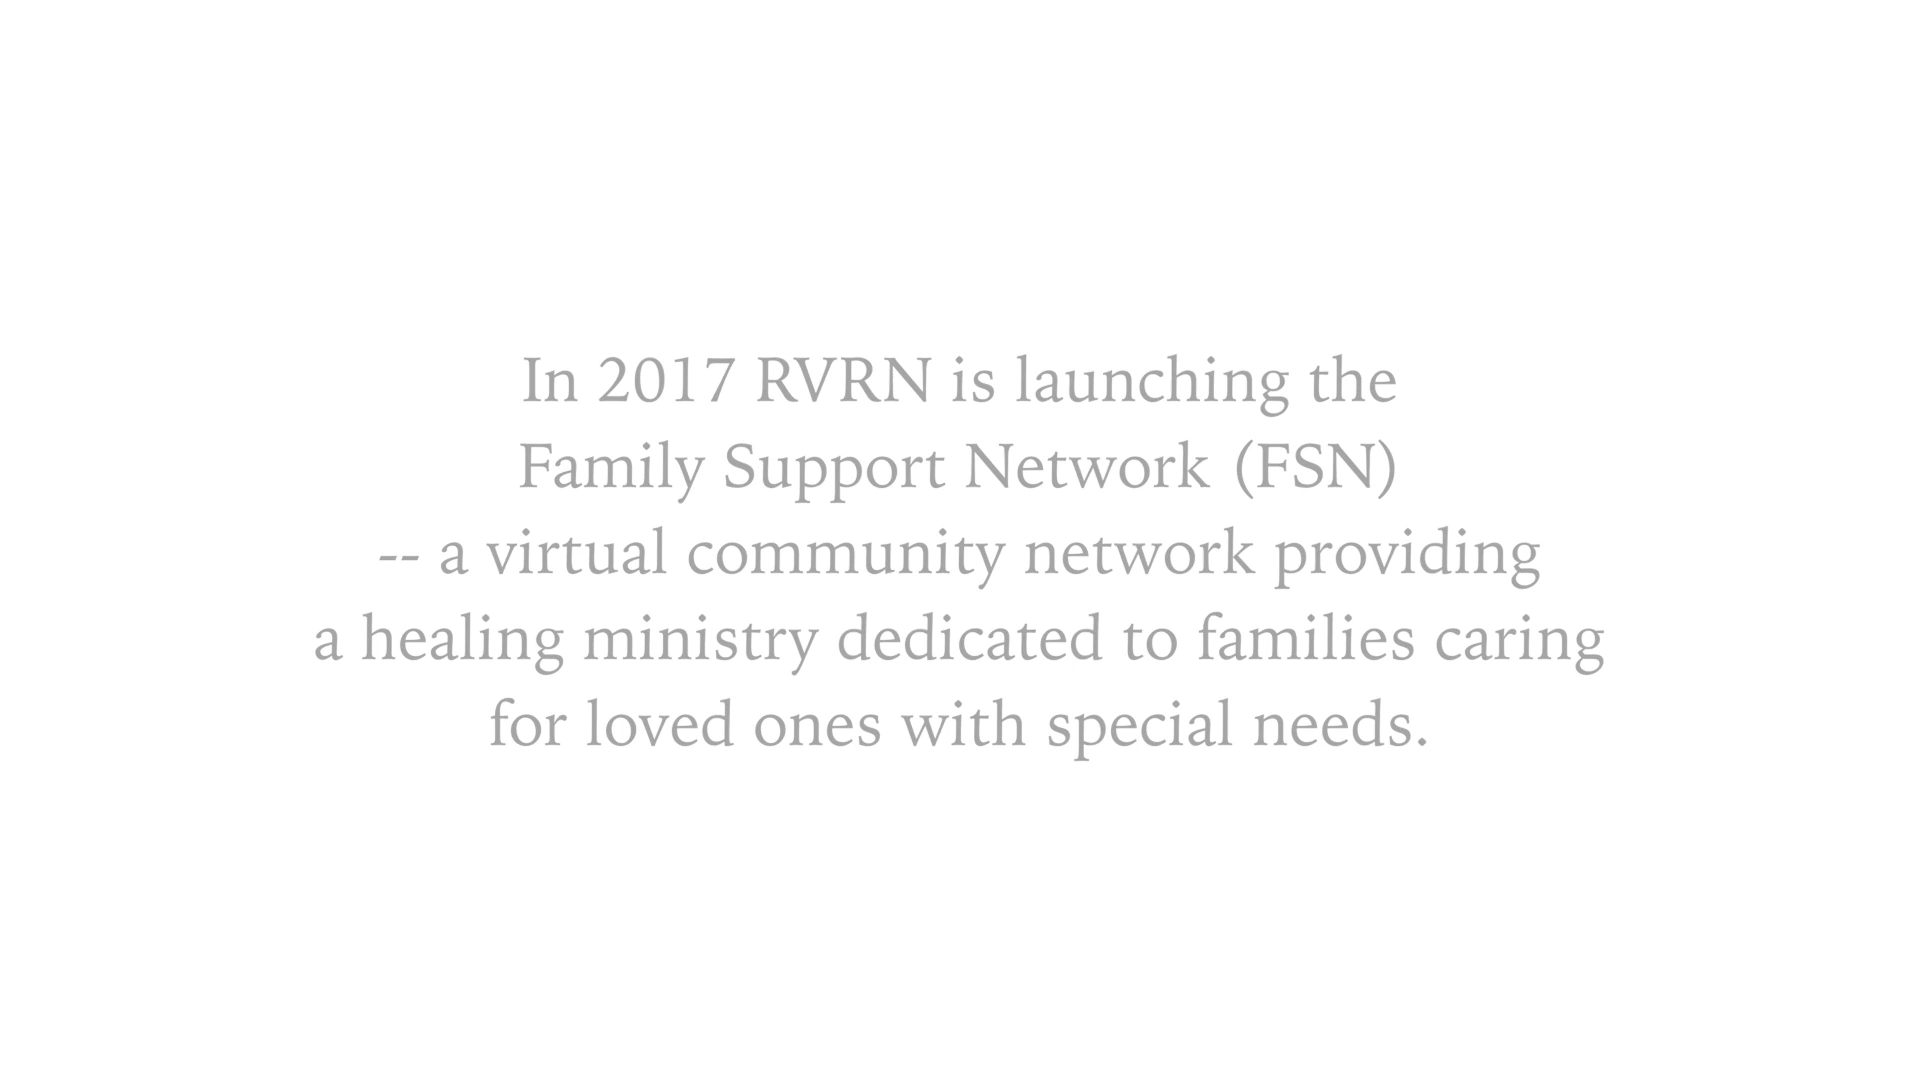 In 2017 RVRN is launching the
Family Support Network (FSN)
-- a virtual community network providing
a healing ministry dedicated to families caring
for loved ones with special needs.